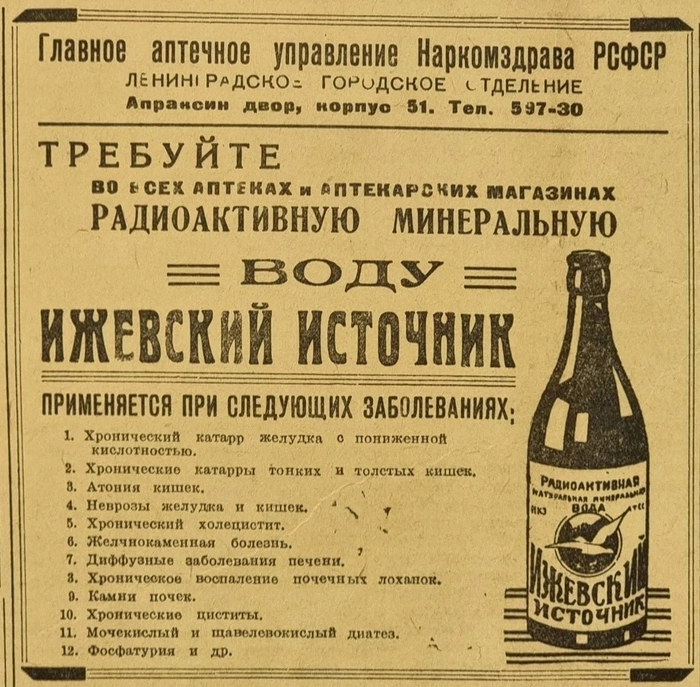 Главное аптечное управление Наркомздрава РСФСР
ЛЕНИНГРАДСКОЕ ГОРОДСКОЕ ОТДЕЛЕНИЕ
Апраксин двор, корпус 51. Тел. 597-30
ТРЕБУЙТЕ
ВО ВСЕХ АПТЕКАХ и АПТЕКАРСКИХ МАГАЗИНАХ
РАДИОАКТИВНУЮ МИНЕРАЛЬНУЮ
ВОДУ
ИЖЕВСКИЙ ИСТОЧНИК
ПРИМЕНЯЕТСЯ ПРИ СЛЕДУЮЩИХ ЗАБОЛЕВАНИЯХ:
1. Хронический катарр желудка с пониженной
кислотностью.
2. Хронические катарры тонких и толстых кишек.
3. Атония кишек.
4. Неврозы желудка и кишек.
5. Хронический холецистит.
6. Желчнокаменная болезнь.
7. Диффузные заболевания печени.
8. Хроническое воспаление почечных лоханок.
9. Камни почек.
10. Хронические циститы.
11. Мочекислый и щавелевокислый диатез.
12. Фосфатурия и др.
РАДИОАКТИВНАЯ
НАТУРАЛЬНАЯ МИНЕРАЛЬНАЯ
ВОДА
ИЖЕВСКИЙ
ИСТОЧНИК